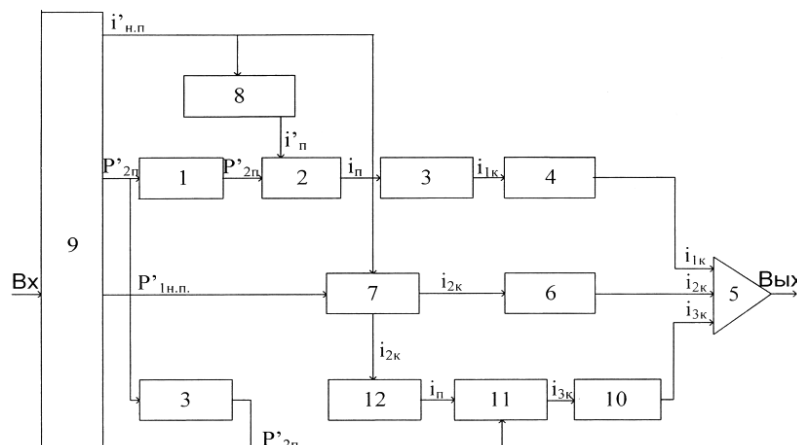 i'н.п
8
i'п
P'2п
1
P'2п
2
iп
3
i1к
4
9
Вх
P'1н.п.
7
i2к
6
i1к
i2к
i3к
5
Вых
i2к
3
12
iп
11
i3к
10
P'2п